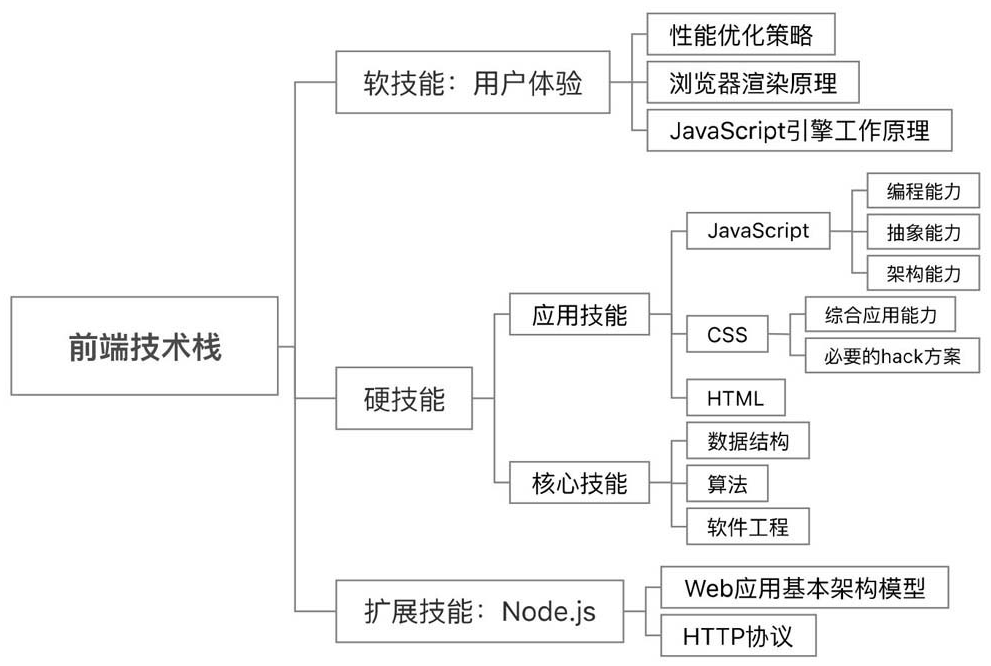 前端技术栈
软技能：用户体验
性能优化策略
浏览器渲染原理
JavaScript引擎工作原理
硬技能
应用技能
JavaScript
编程能力
抽象能力
架构能力
CSS
综合应用能力
必要的hack方案
HTML
核心技能
数据结构
算法
软件工程
扩展技能：Node.js
Web应用基本架构模型
HTTP协议